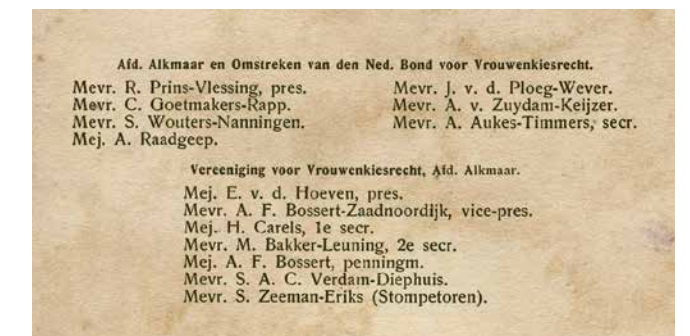 Afd. Alkmaar en Omstreken van den Ned. Bond voor Vrouwenkiesrecht.
Mevr. R. Prins-Vlessing, pres.
Mevr. C. Goetmakers-Rapp.
Mevr. S. Wouters-Nanningen.
Mej. A. Raadgeep.
Mevr. J. v. d. Ploeg-Wever.
Mevr. A. v. Zuydam-Keijzer.
Mevr. A. Aukes-Timmers, secr.
Vereeniging voor Vrouwenkiesrecht, Afd. Alkmaar.
Mej. E. v. d. Hoeven, pres.
Mevr. A. F. Bossert-Zaadnoordijk, vice-pres.
Mej. H. Carels, 1e secr.
Mevr. M. Bakker-Leuning, 2e secr.
Mej. A. F. Bossert, penningm.
Mevr. S. A. C. Verdam-Diephuis.
Mevr. S. Zeeman-Eriks (Stompetoren).